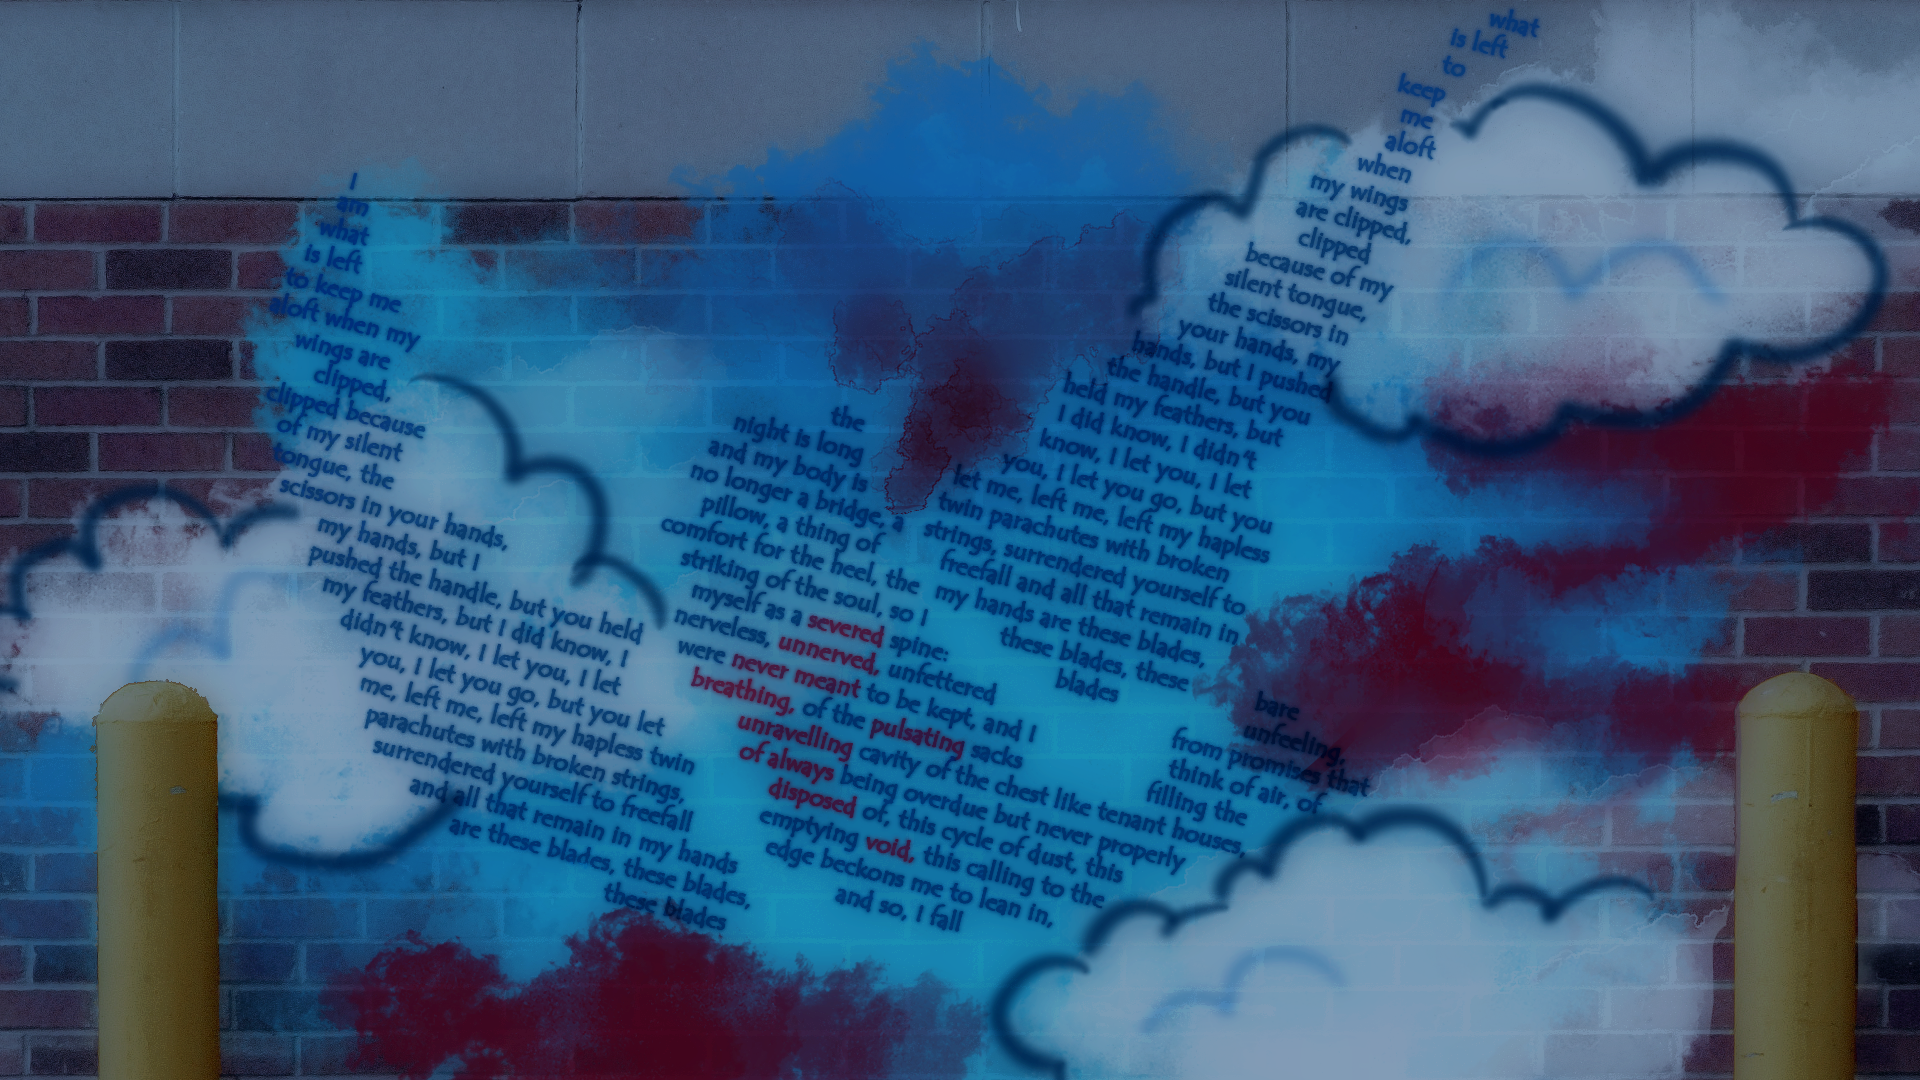 I
am
what
is left
to keep me
aloft when my
wings are
clipped,
clipped because
of my silent
tongue, the
scissors in your hands,
my hands, but I
pushed the handle, but you held
my feathers, but I did know, I
didn't know, I let you, I let
you, I let you go, but you let
me, left me, left my hapless twin
parachutes with broken strings,
surrendered yourself to freefall
and all that remain in my hands
are these blades, these blades,
these blades
the
night is long
and my body is
no longer a bridge, a
pillow, a thing of
comfort for the heel, the
striking of the soul, so I
myself as a severed spine:
nerveless, unnerved, unfettered
were never meant to be kept, and I
breathing, of the pulsating sacks
unravelling cavity of the chest like tenant houses,
of always being overdue but never properly
disposed of, this cycle of dust, this
emptying void, this calling to the
edge beckons me to lean in,
and so, I fall
what
is left
to
keep
me
aloft
when
my wings
are clipped,
clipped
because of my
silent tongue,
the scissors in
your hands, my
hands, but I pushed
the handle, but you
held my feathers, but
I did know, I didn't
know, I let you, I let
you, I let you go, but you
let me, left me, left my hapless
twin parachutes with broken
strings, surrendered yourself to
freefall and all that remain in
my hands are these blades,
these blades, these
blades
bare
unfeeling,
from promises that
think of air, of
filling the